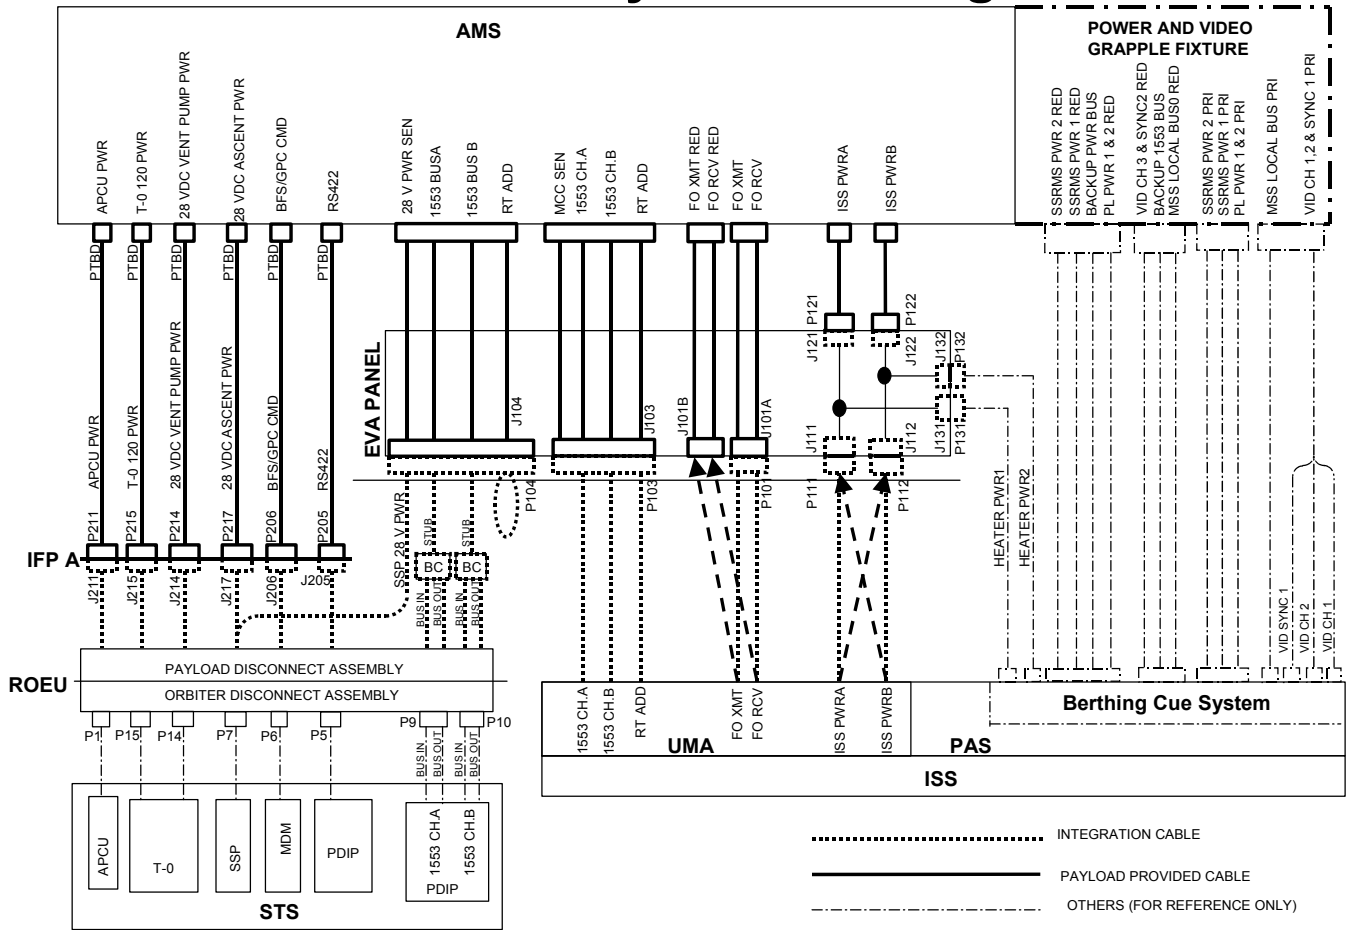 AMS
POWER AND VIDEO
GRAPPLE FIXTURE
APCU PWR
T-0 120 PWR
28 VDC VENT PUMP PWR
28 VDC ASCENT PWR
BFS/GPC CMD
RS422
28 V PWR SEN
1553 BUSA
1553 BUS B
RT ADD
MCC SEN
1553 CH.A
1553 CH.B
RT ADD
FO XMT RED
FO RCV RED
FO XMT
FO RCV
ISS PWRA
ISS PWRB
SSRMS PWR 2 RED
SSRMS PWR 1 RED
BACKUP PWR BUS
PL PWR 1 & 2 RED
VID CH 3 & SYNC2 RED
BACKUP 1553 BUS
MSS LOCAL BUS0 RED
SSRMS PWR 2 PRI
SSRMS PWR 1 PRI
PL PWR 1 & 2 PRI
MSS LOCAL BUS PRI
VID CH 1,2 & SYNC 1 PRI
PTBD
PTBD
PTBD
PTBD
PTBD
PTBD
P121
P122
J121
J122
J132
P132
EVA PANEL
J104
J103
J101B
J101A
J111
J112
J131
P131
APCU PWR
T-0 120 PWR
28 VDC VENT PUMP PWR
28 VDC ASCENT PWR
BFS/GPC CMD
RS422
P104
P103
P101
P111
P112
P211
P215
P214
P217
P206
P205
SSP 28 V PWR
STUB
STUB
HEATER PWR1
HEATER PWR2
IFP A
BC
BC
J211
J215
J214
J217
J206
J205
BUS IN
BUS OUT
BUS IN
BUS OUT
VID SYNC 1
VID CH 2
VID CH 1
PAYLOAD DISCONNECT ASSEMBLY
ROEU
ORBITER DISCONNECT ASSEMBLY
P1
P15
P14
P7
P6
P5
P9
P10
1553 CH.A
1553 CH.B
RT ADD
UMA
FO XMT
FO RCV
ISS PWRA
ISS PWRB
PAS
Berthing Cue System
ISS
BUS IN
BUS OUT
BUS IN
BUS OUT
APCU
T-0
SSP
MDM
PDIP
1553 CH.A
1553 CH.B
PDIP
STS
INTEGRATION CABLE
PAYLOAD PROVIDED CABLE
OTHERS (FOR REFERENCE ONLY)